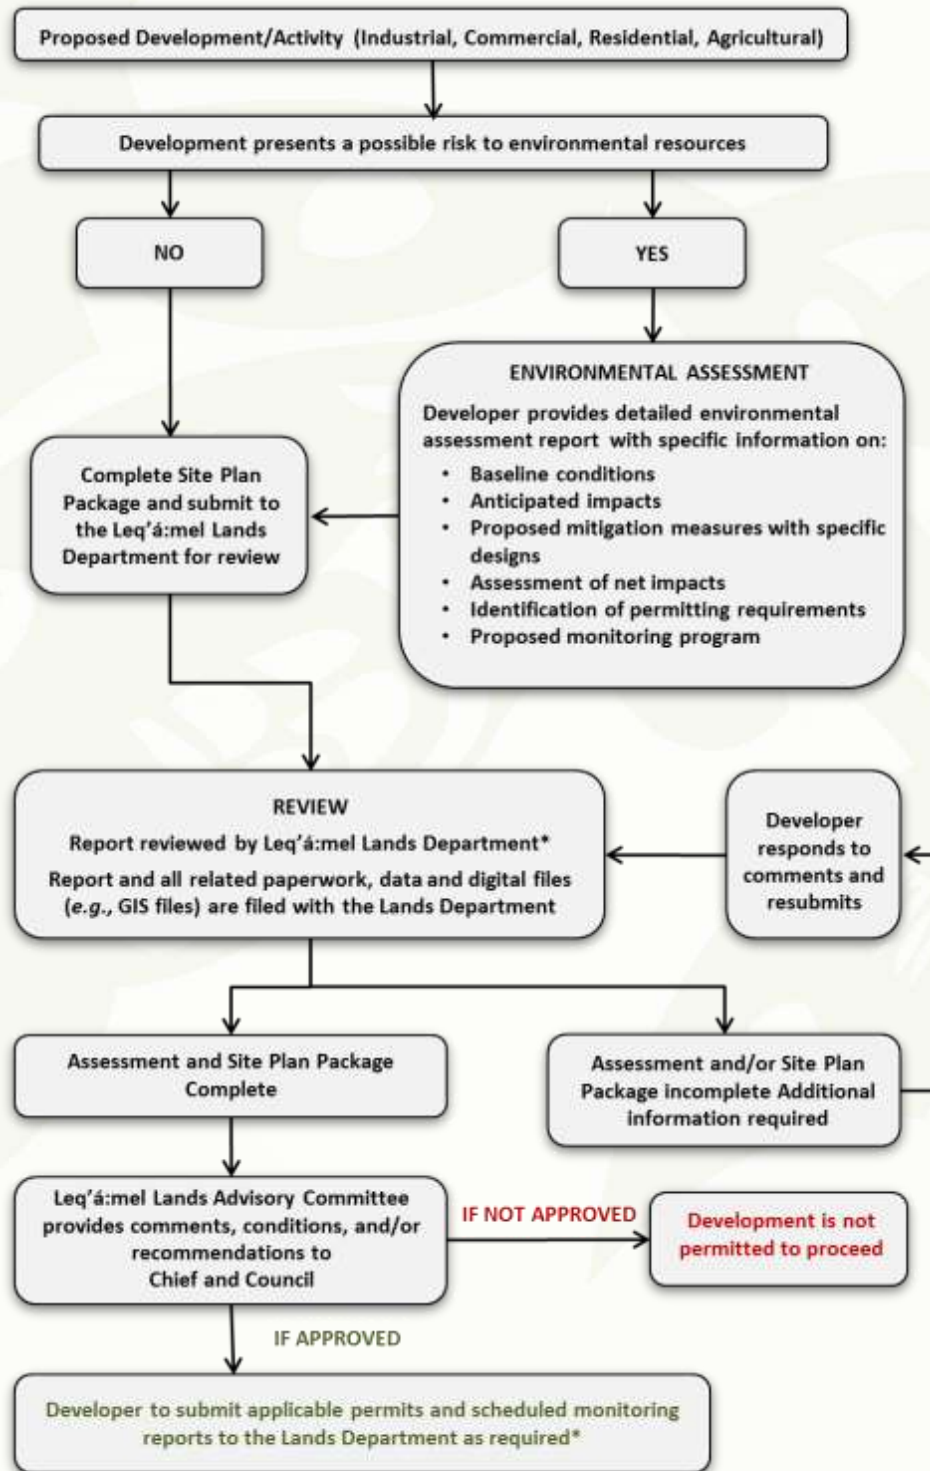 Proposed Development/Activity (Industrial, Commercial, Residential, Agricultural)
Development presents a possible risk to environmental resources
NO
YES
ENVIRONMENTAL ASSESSMENT
Developer provides detailed environmental
assessment report with specific information on:
• Baseline conditions
• Anticipated impacts
• Proposed mitigation measures with specific
designs
• Assessment of net impacts
• Identification of permitting requirements
• Proposed monitoring program
Complete Site Plan
Package and submit to
the Leq'á:mel Lands
Department for review
REVIEW
Report reviewed by Leq'á:mel Lands Department*
Report and all related paperwork, data and digital files
(e.g., GIS files) are filed with the Lands Department
Developer
responds to
comments and
resubmits
Assessment and Site Plan Package
Complete
Assessment and/or Site Plan
Package incomplete Additional
information required
Leq'á:mel Lands Advisory Committee
provides comments, conditions, and/or
recommendations to
Chief and Council
IF NOT APPROVED
Development is not
permitted to proceed
IF APPROVED
Developer to submit applicable permits and scheduled monitoring
reports to the Lands Department as required*